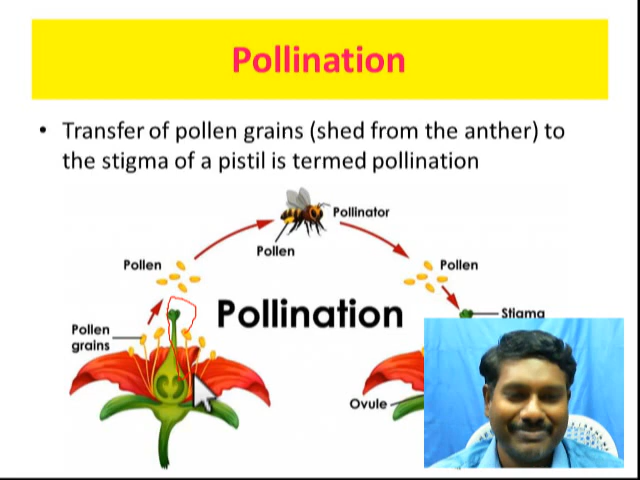 Pollination
• Transfer of pollen grains (shed from the anther) to
the stigma of a pistil is termed pollination
Pollinator
Pollen
Pollen
Pollen
Pollination
Stigma
Pollen
grains
Ovule